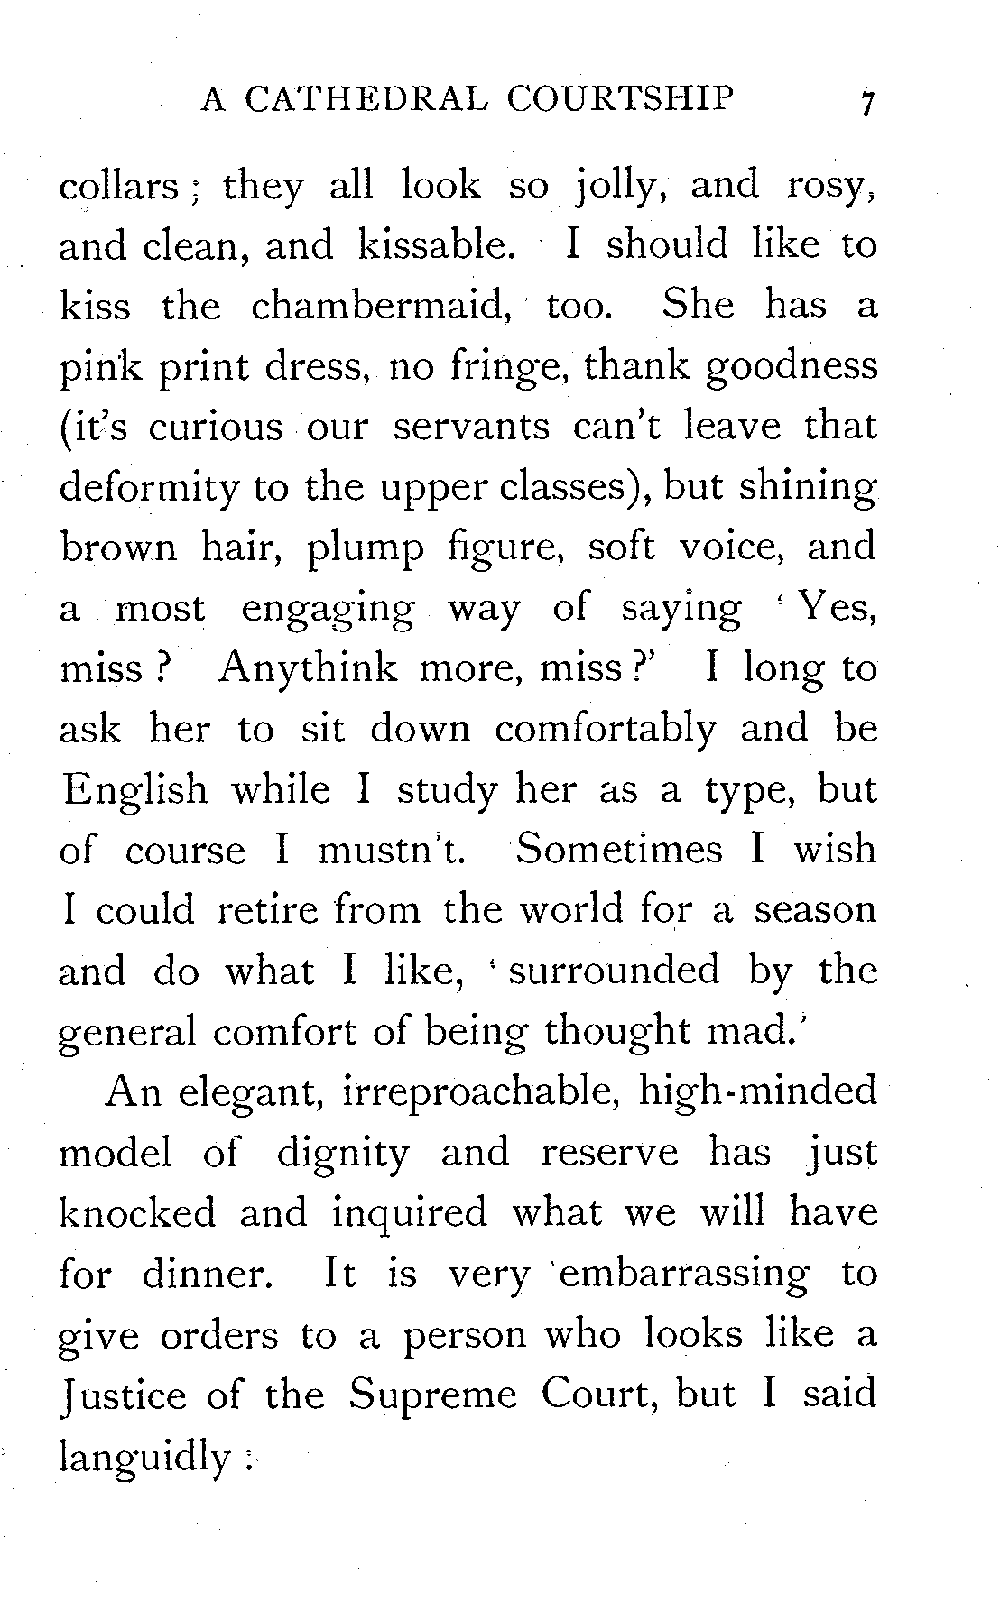 A CATHEDRAL COURTSHIP 7
collars ; they all look so jolly, and rosy,
and clean, and kissable. I should like to
kiss the chambermaid, too. She has a
pink print dress, no fringe, thank goodness
(it's curious our servants can't leave that
deformity to the upper classes), but shining
brown hair, plump figure, soft voice, and
a most engaging way of saying ‘ Yes,
miss ? Anythink more, miss ?’ I long to
ask her to sit down comfortably and be
English while I study her as a type, but
of course I mustn't. Sometimes I wish
I could retire from the world for a season
and do what I like, ‘ surrounded by the
general comfort of being thought mad.’
An elegant, irreproachable, high-minded
model of dignity and reserve has just
knocked and inquired what we will have
for dinner. It is very embarrassing to
give orders to a person who looks like a
Justice of the Supreme Court, but I said
languidly :